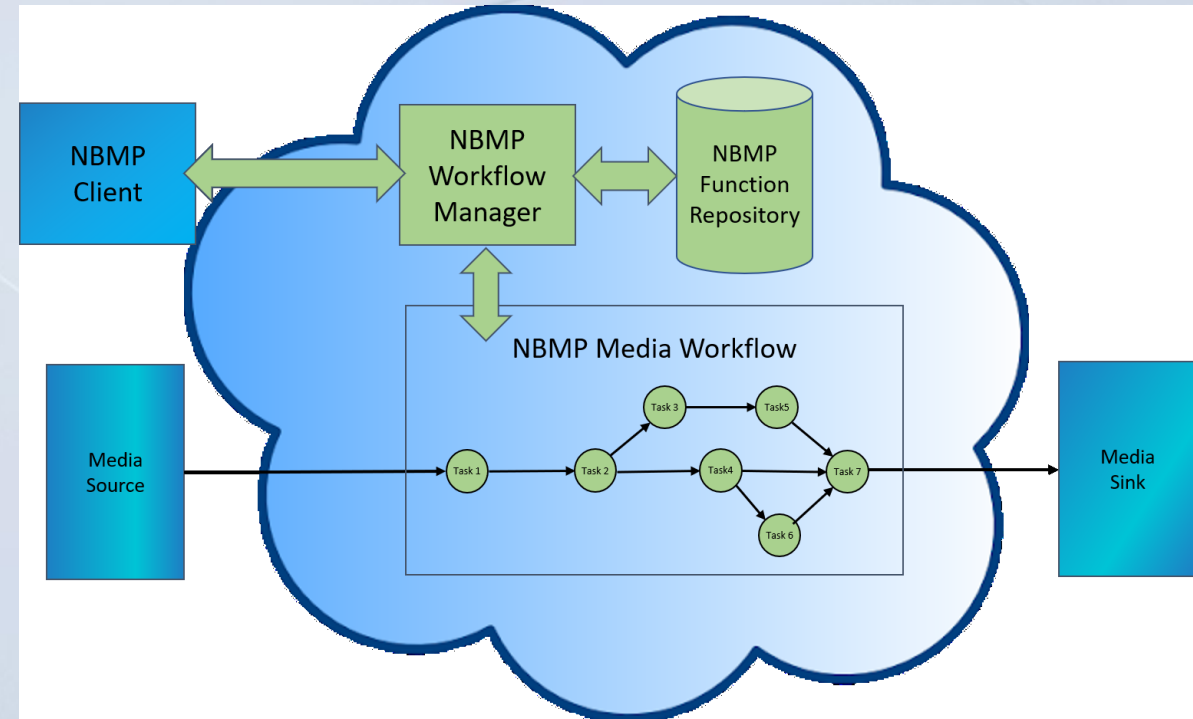 NBMP
Client
NBMP
Workflow
Manager
NBMP
Function
Repository
NBMP Media Workflow
Media
Source
Task 1
Task 2
Task 3
Task5
Task4
Task 6
Task 7
Media
Sink